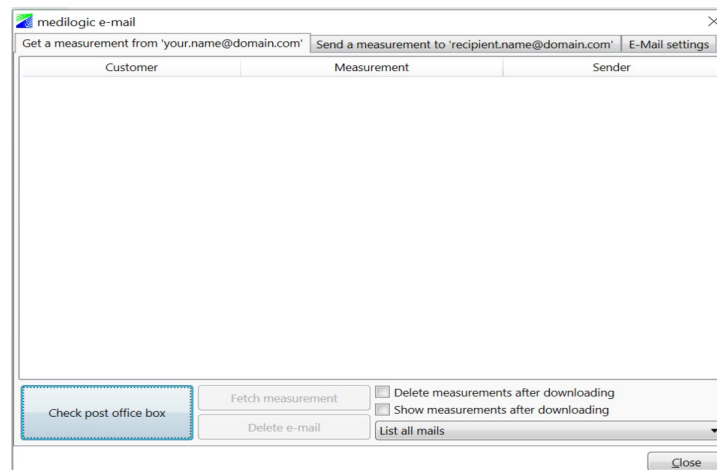 medilogic e-mail
Get a measurement from 'your.name@domain.com' Send a measurement to 'recipient.name@domain.com' E-Mail settings
Customer Measurement Sender
Check post office box
Fetch measurement
Delete e-mail
Delete measurements after downloading
Show measurements after downloading
List all mails
Close